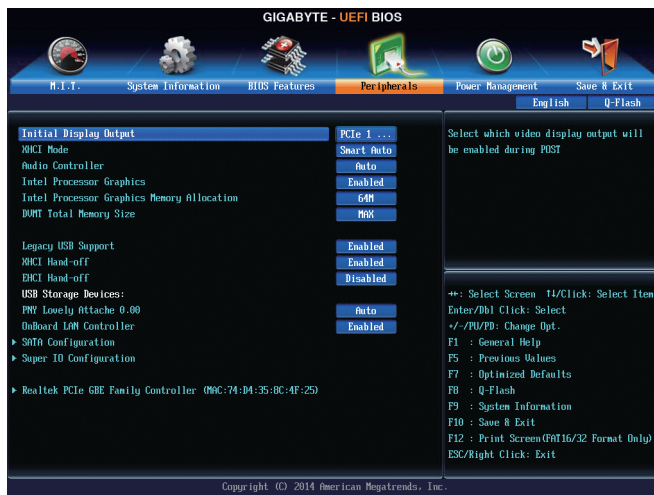 GIGABYTE - UEFI BIOS
M.I.T. System Information BIOS Features Peripherals Power Management Save & Exit
English Q-Flash
Initial Display Output PCIe 1 ...
XHCI Mode Smart Auto
Audio Controller Auto
Intel Processor Graphics Enabled
Intel Processor Graphics Memory Allocation 64M
DVMT Total Memory Size MAX
Legacy USB Support Enabled
XHCI Hand-off Enabled
EHCI Hand-off Disabled
USB Storage Devices:
PNY Lovely Attache 0.00 Auto
OnBoard LAN Controller Enabled
SATA Configuration
Super IO Configuration
Realtek PCIe GBE Family Controller (MAC:74:D4:35:8C:4F:25)
Select which video display output will
be enabled during POST
→←: Select Screen ↑↓/Click: Select Item
Enter/Dbl Click: Select
+/-/PU/PD: Change Opt.
F1 : General Help
F5 : Previous Values
F7 : Optimized Defaults
F8 : Q-Flash
F9 : System Information
F10 : Save & Exit
F12 : Print Screen(FAT16/32 Format Only)
ESC/Right Click: Exit
Copyright (C) 2014 American Megatrends, Inc.